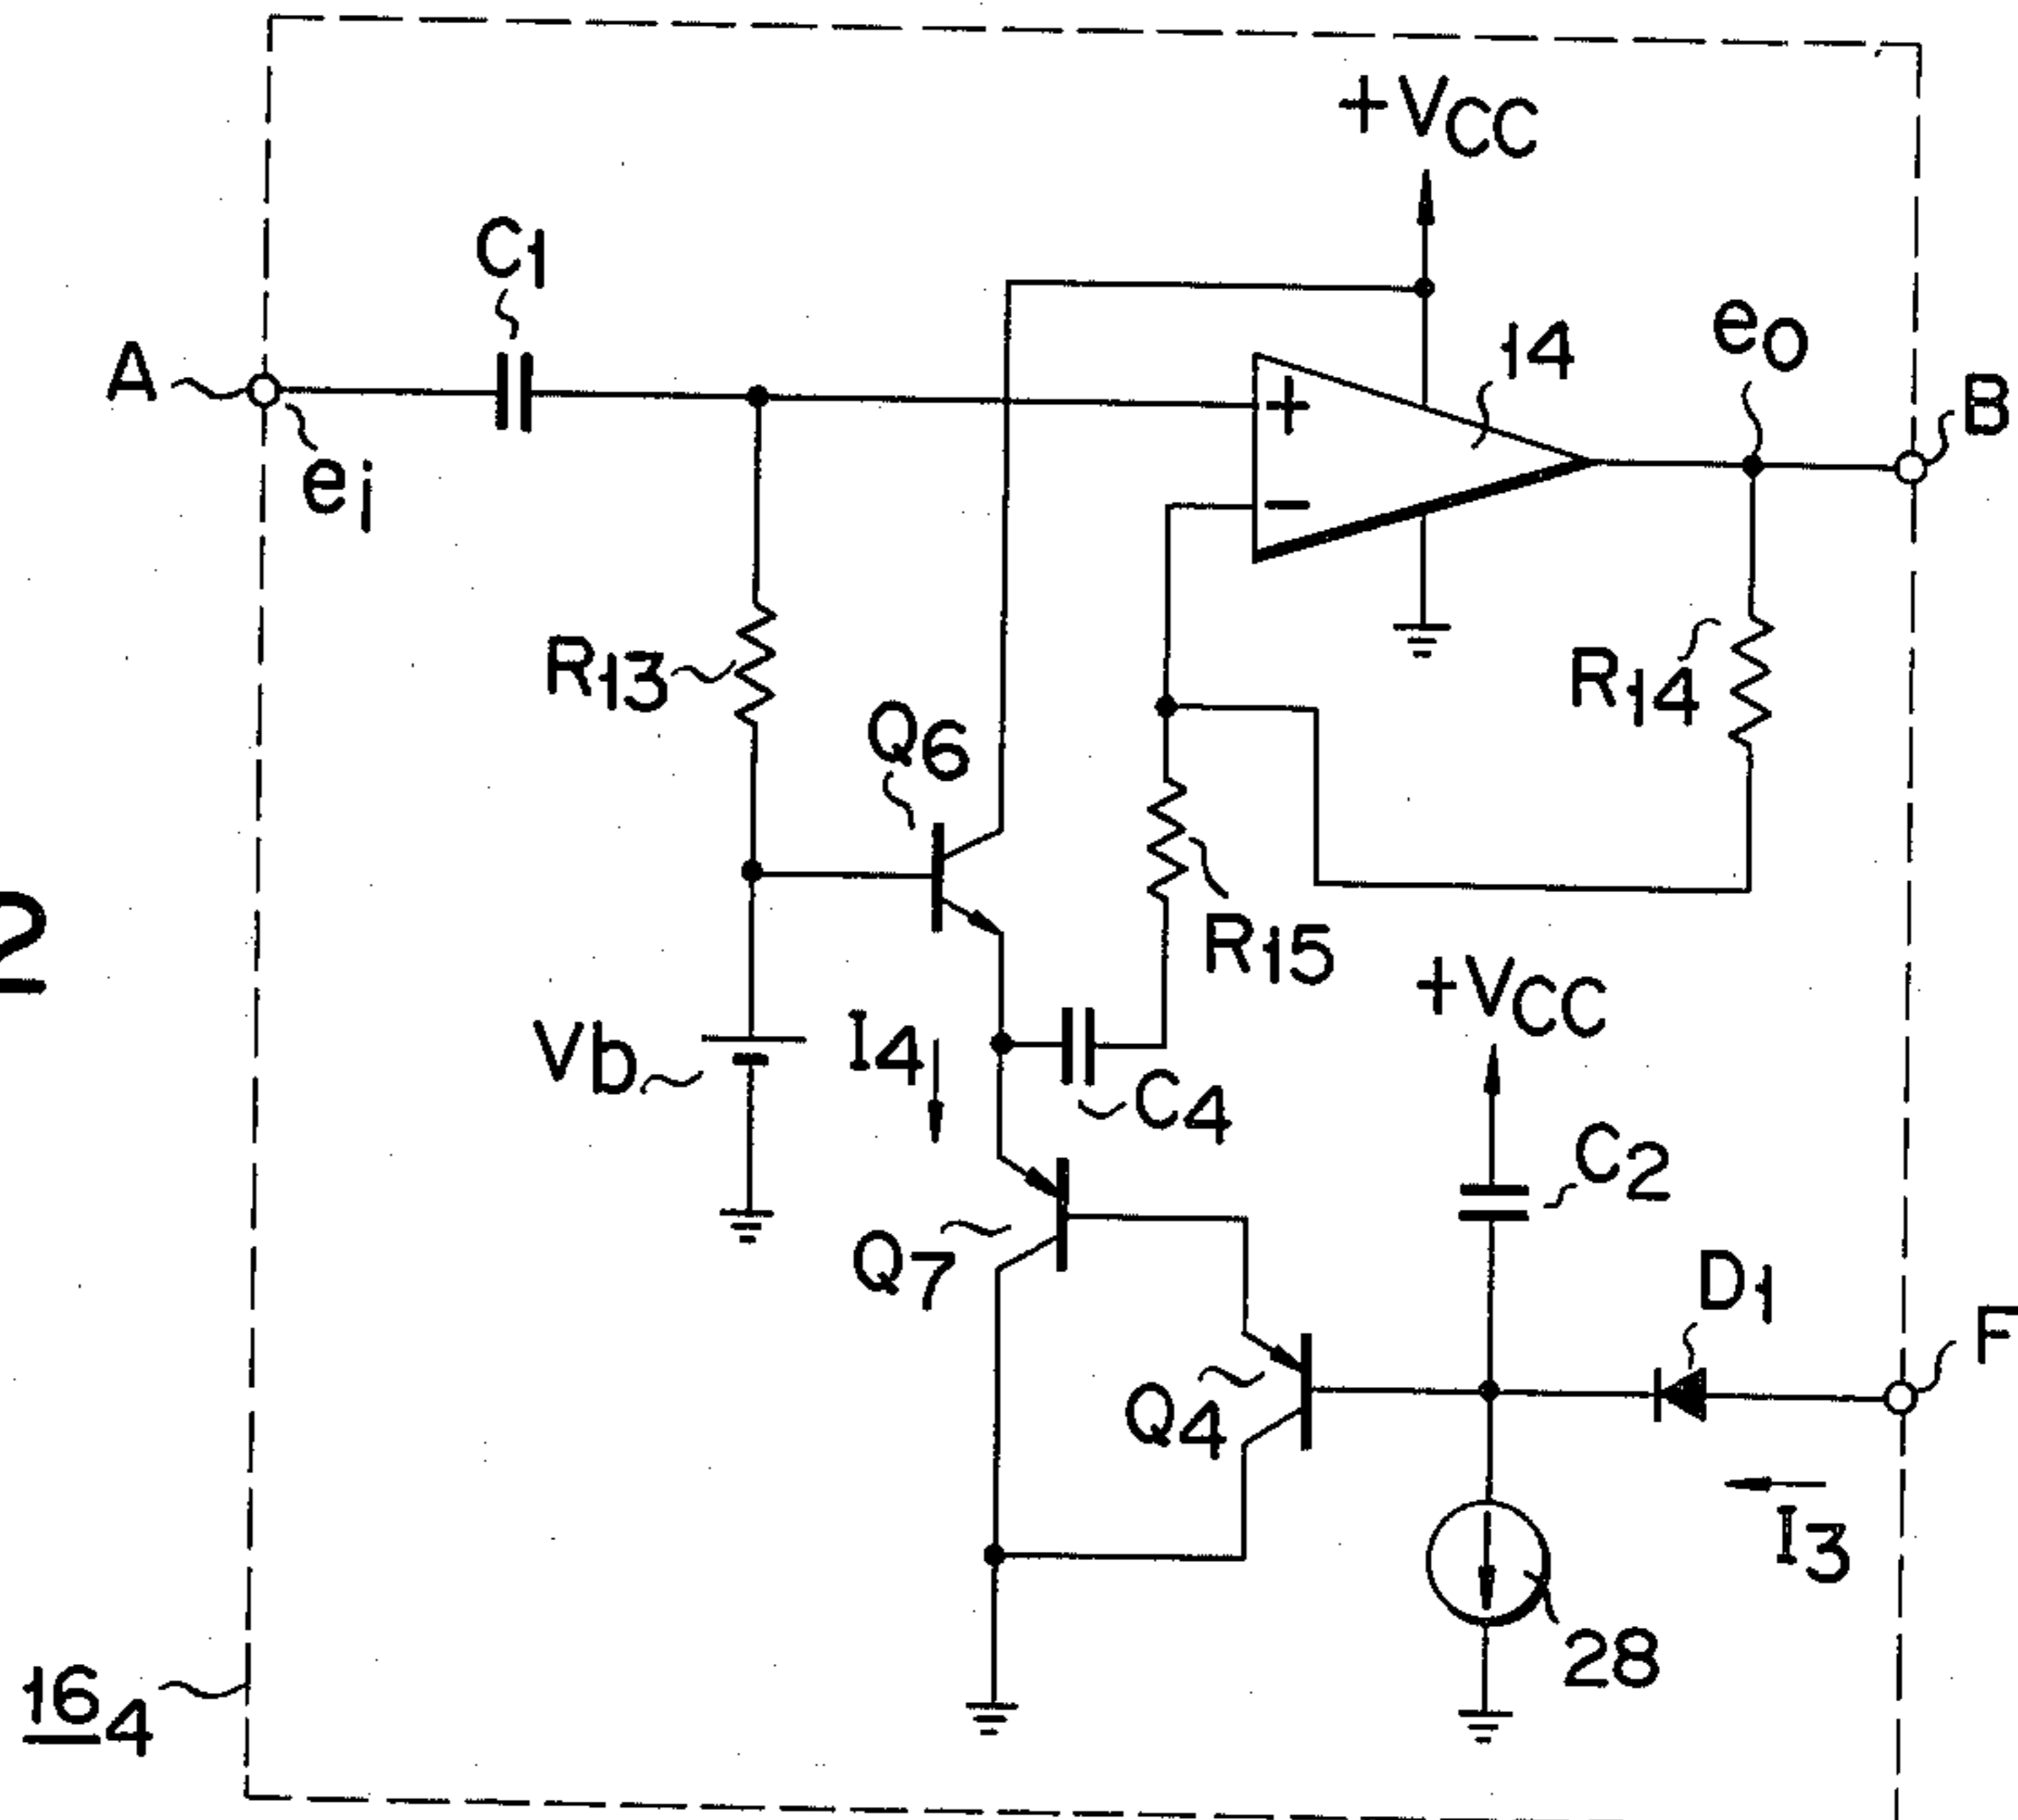 +VCC
C1
A
ei
14
eo
B
R13
Q6
R14
2
R15
+VCC
Vb
I4
C4
C2
Q7
D1
F
Q4
I3
28
164